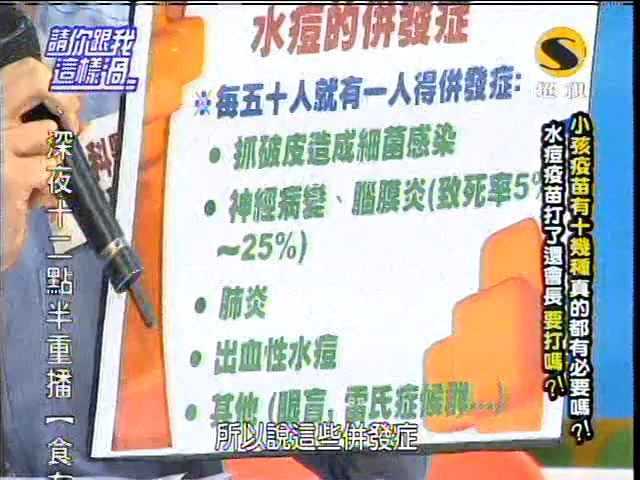 請你跟我
這樣過
水痘的併發症
※每五十人就有一人得併發症:
•抓破皮造成細菌感染
•神經病變、腦膜炎(致死率5%
~25%)
•肺炎
•出血性水痘
•其他(眼盲,雷氏症候群....)
小孩疫苗有十幾種真的都有必要嗎?!
水痘疫苗打了還會長 要打嗎?!
深夜十二點半重播【食
所以說這些併發症